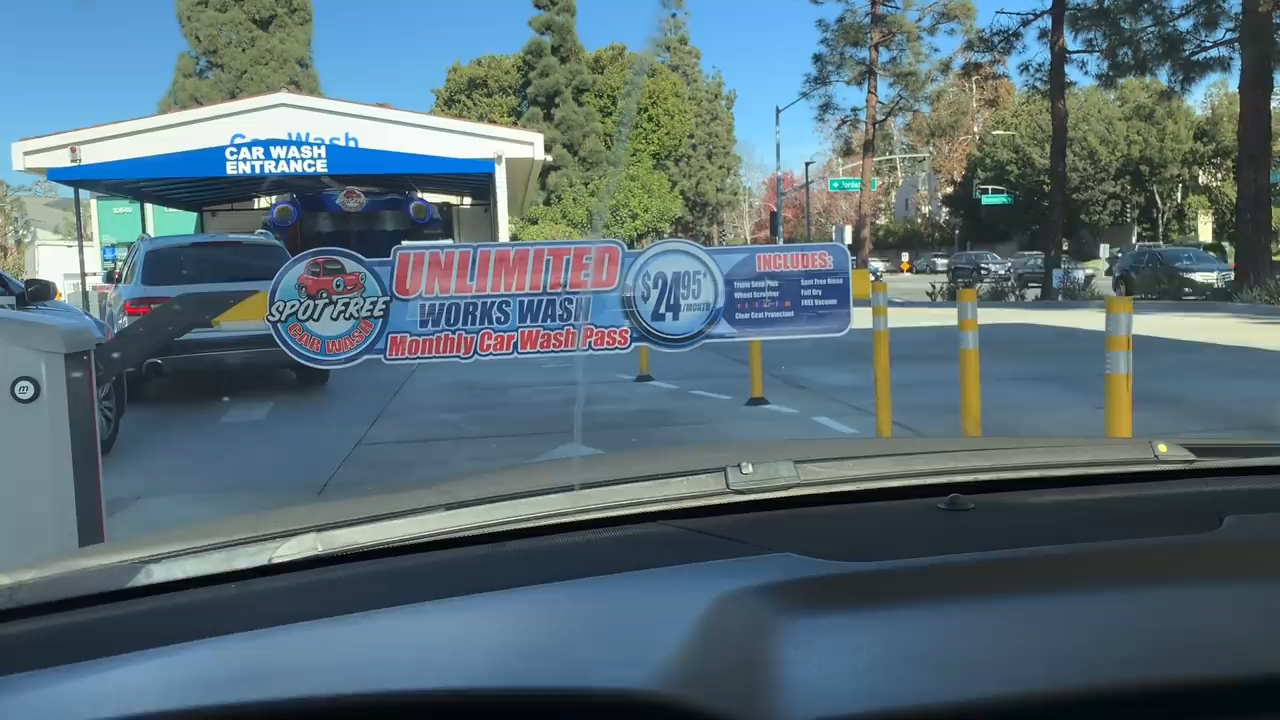 Car Wash
CAR WASH
ENTRANCE
SPOT FREE
CAR WASH
UNLIMITED
WORKS WASH
Monthly Car Wash Pass
$24.95*
/MONTH
INCLUDES:
Triple Soap
Wheel Scrubber
Clear Coat Protectant
Spot Free Rinse
Full Dry
FREE Vacuum
m